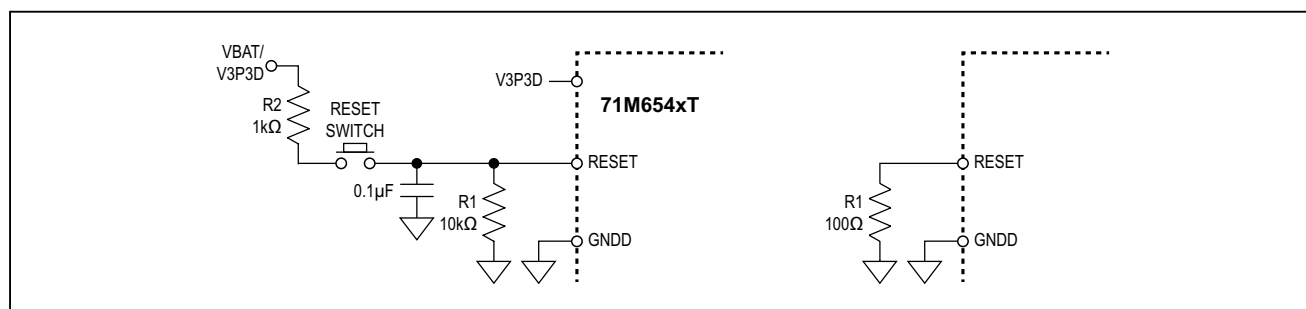 VBAT/
V3P3D
R2
1kΩ
RESET
SWITCH
0.1µF
R1
10kΩ
V3P3D
71M654xT
RESET
GNDD
R1
100Ω
RESET
GNDD